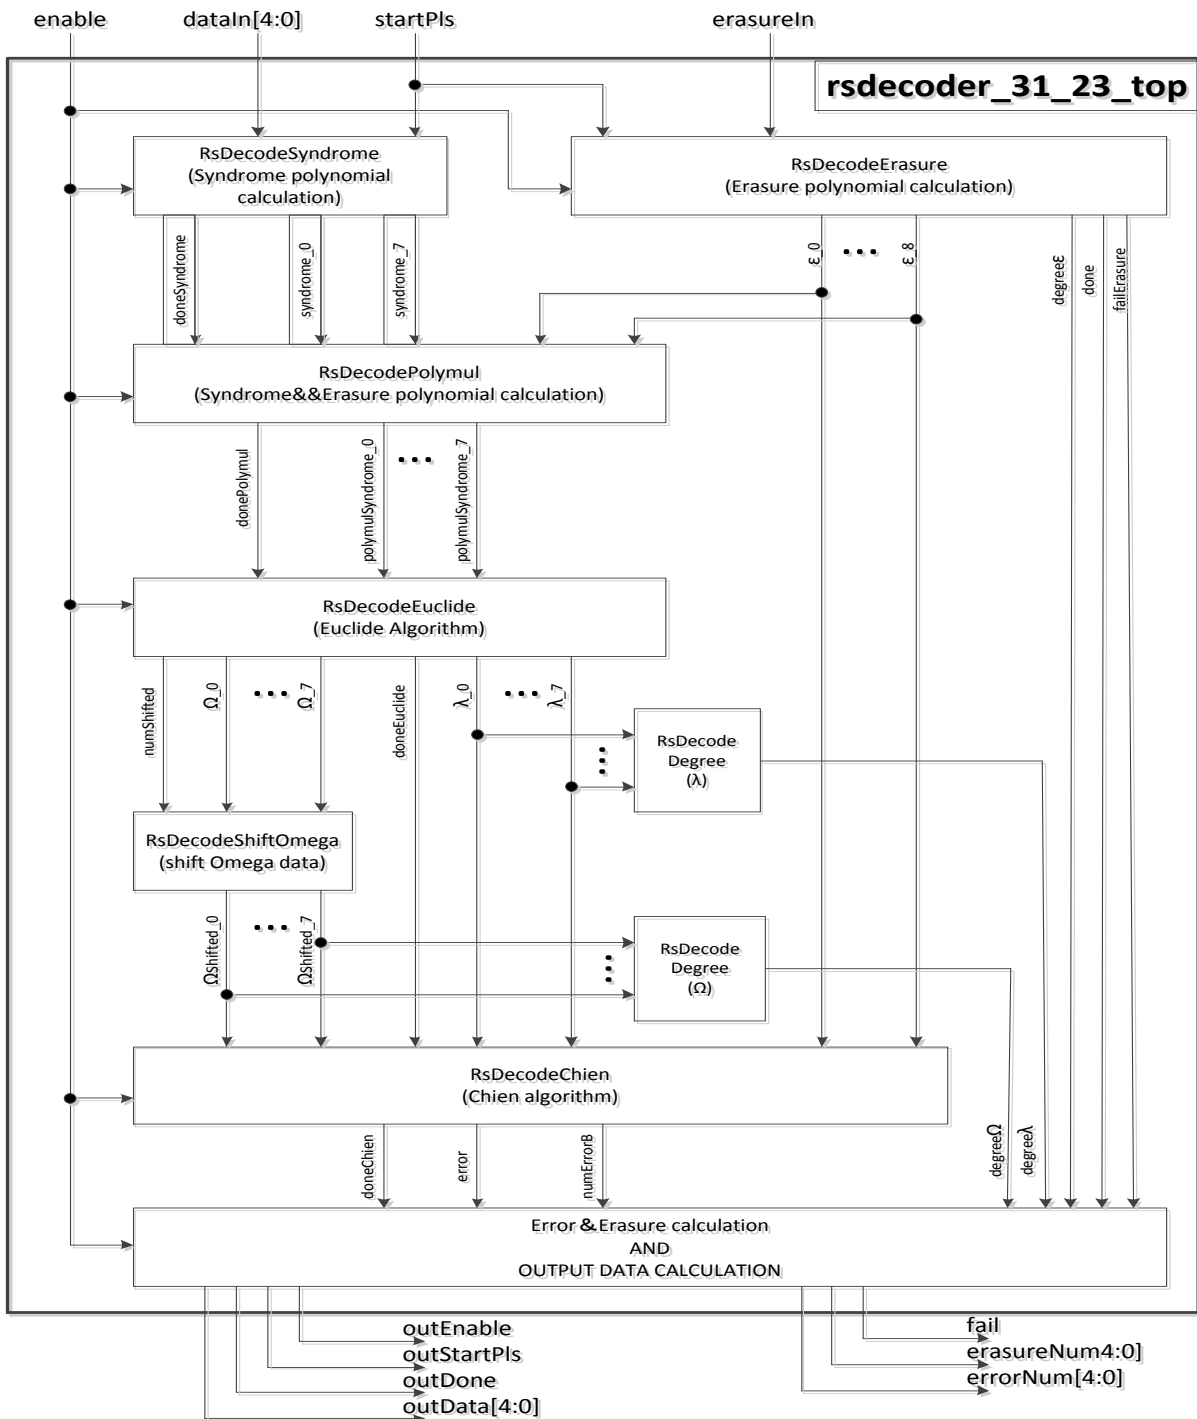 enable
dataIn[4:0]
startPls
erasureIn
rsdecoder_31_23_top
RsDecodeSyndrome
(Syndrome polynomial
calculation)
RsDecodeErasure
(Erasure polynomial calculation)
doneSyndrome
syndrome_0
syndrome_7
ε_0
ε_8
degreeε
done
failErasure
RsDecodePolymul
(Syndrome&&Erasure polynomial calculation)
donePolymul
polymulSyndrome_0
polymulSyndrome_7
RsDecodeEuclide
(Euclide Algorithm)
numShifted
Ω_0
Ω_7
doneEuclide
λ_0
λ_7
RsDecode
Degree
(λ)
RsDecodeShiftOmega
(shift Omega data)
ΩShifted_0
ΩShifted_7
RsDecode
Degree
(Ω)
RsDecodeChien
(Chien algorithm)
doneChien
error
numErrorB
degreeΩ
degreeλ
Error &Erasure calculation
AND
OUTPUT DATA CALCULATION
outEnable
outStartPls
outDone
outData[4:0]
fail
erasureNum4:0]
errorNum[4:0]